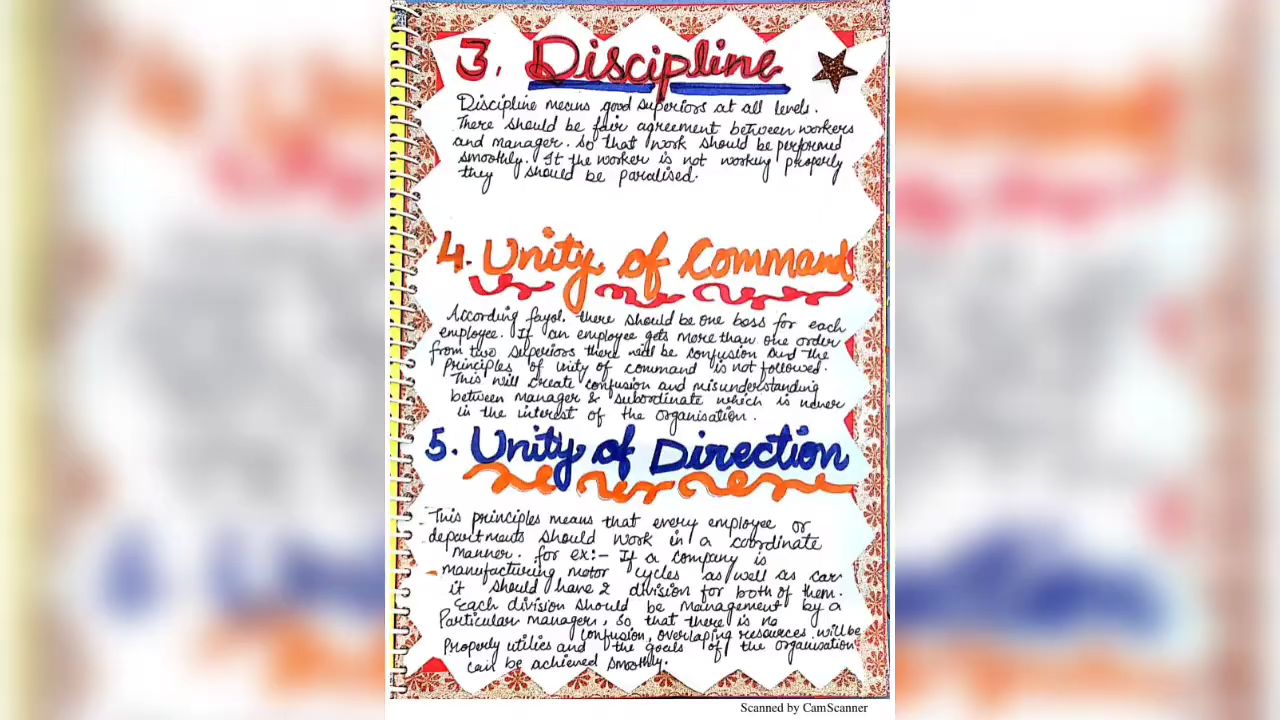 3. Discipline
Discipline means good superiors at all levels.
There should be fair agreement between workers
and manager. so that work should be performed
smoothly. If the worker is not working properly
they should be paralised.
4. Unity of Command
According fayol. there should be one boss for each
employee. If an employee gets more than one order
from two superiors there will be confusion and the
principles of unity of command is not followed.
This will create confusion and misunderstanding
between manager & subordinate which is never
in the interest of the organisation.
5. Unity of Direction
This principles means that every employee or
departments should work in a coordinate
manner. for ex:- If a company is
manufacturing motor cycles as well as car
it should have 2 division for both of them.
Each division should be management by a
Particular manager, so that there is no
confusion, overlaping resources will be
Properly utilies and the goals of the organisation
can be achieved smoothly.
Scanned by CamScanner